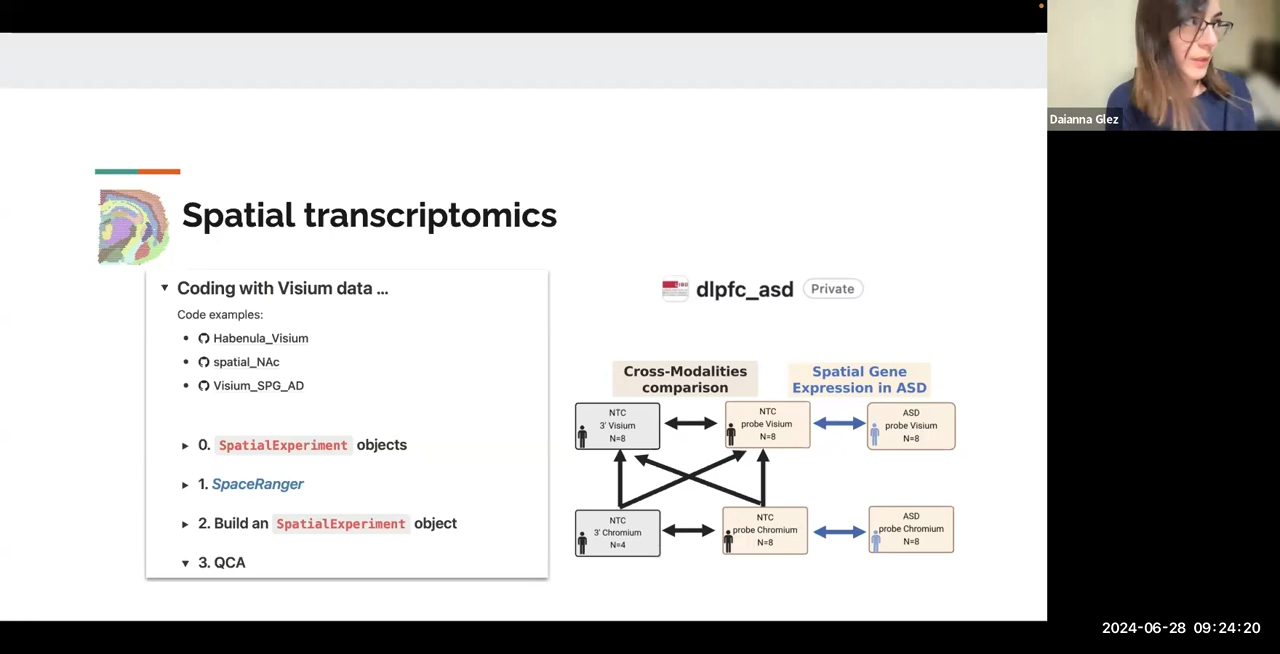 Daianna Glez
Spatial transcriptomics
Coding with Visium data ...
Code examples:
Habenula_Visium
spatial_NAc
Visium_SPG_AD
0. SpatialExperiment objects
1. SpaceRanger
2. Build an SpatialExperiment object
3. QCA
dlpfc_asd Private
Cross-Modalities
comparison
Spatial Gene
Expression in ASD
NTC
3' Visium
N=8
NTC
probe Visium
N=8
ASD
probe Visium
N=8
NTC
3' Chromium
N=4
NTC
probe Chromium
N=8
ASD
probe Chromium
N=8
2024-06-28 09:24:20